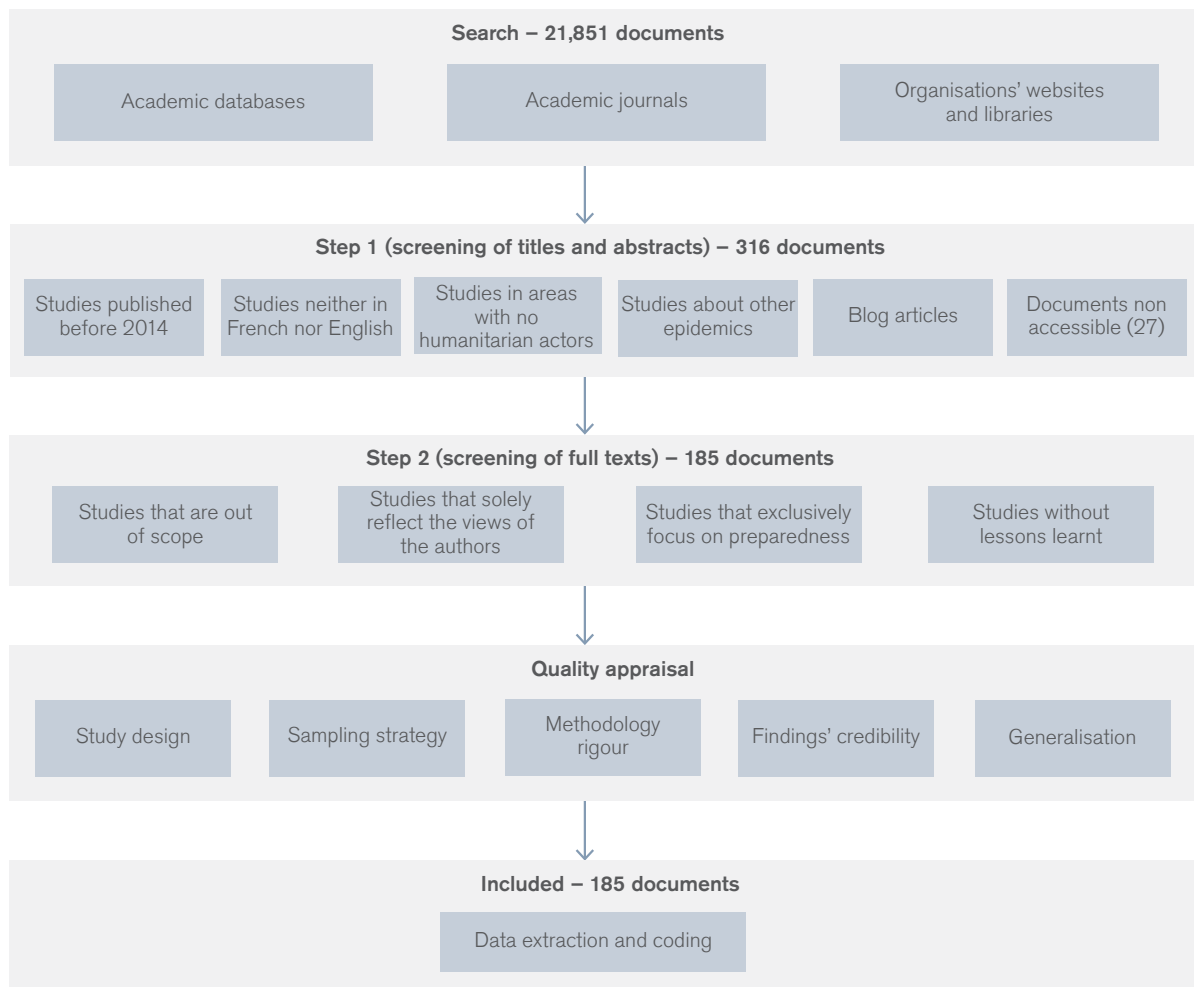 Search – 21,851 documents
Academic databases
Academic journals
Organisations’ websites
and libraries
Step 1 (screening of titles and abstracts) – 316 documents
Studies published
before 2014
Studies neither in
French nor English
Studies in areas
with no
humanitarian actors
Studies about other
epidemics
Blog articles
Documents non
accessible (27)
Step 2 (screening of full texts) – 185 documents
Studies that are out
of scope
Studies that solely
reflect the views of
the authors
Studies that exclusively
focus on preparedness
Studies without
lessons learnt
Quality appraisal
Study design
Sampling strategy
Methodology
rigour
Findings’ credibility
Generalisation
Included – 185 documents
Data extraction and coding